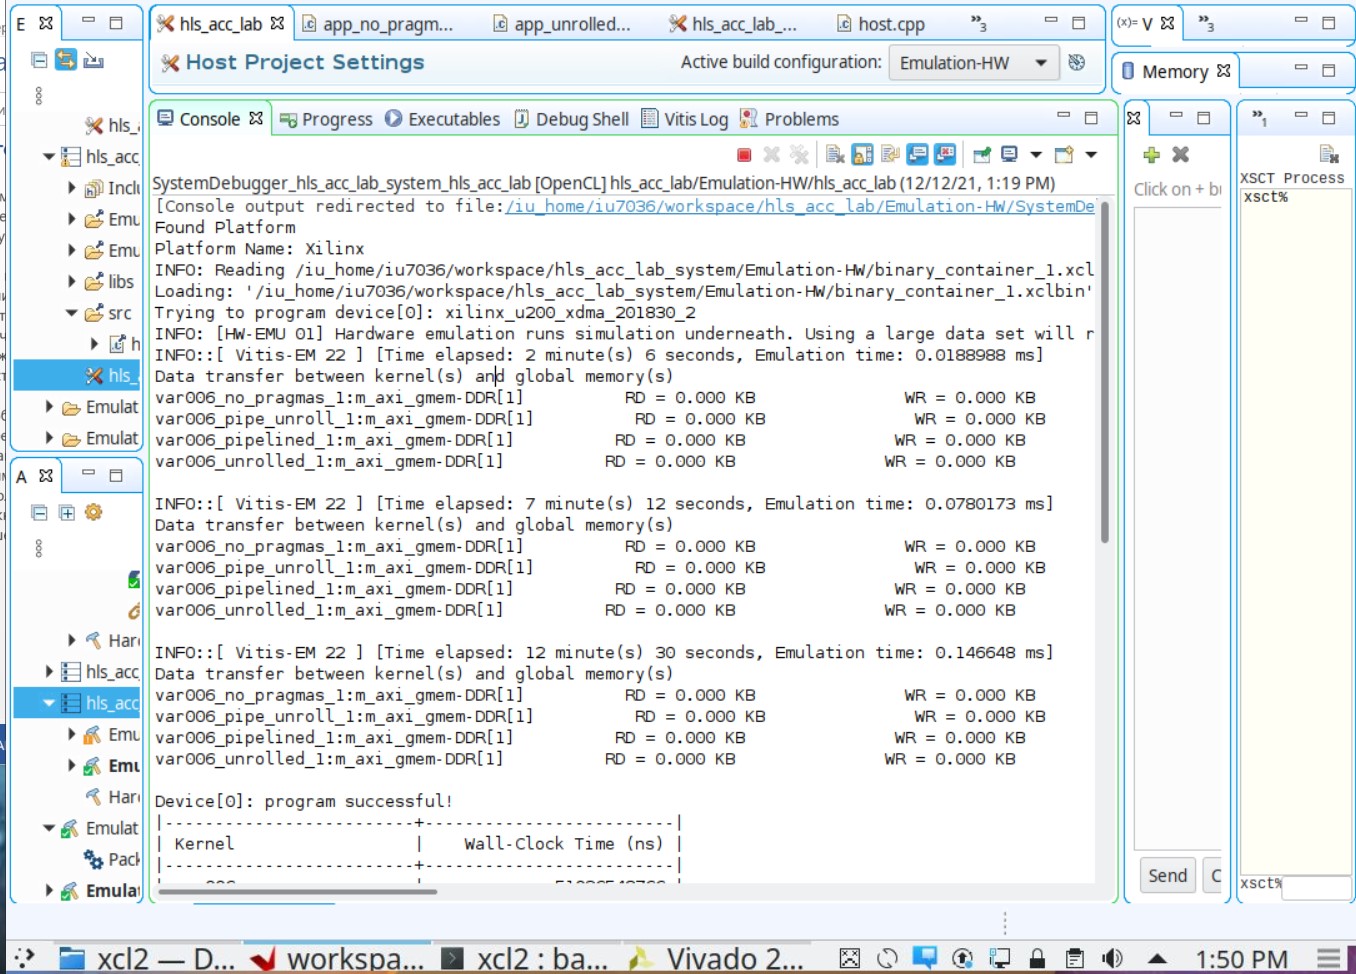 E
hls_acc_lab
app_no_pragm...
app_unrolled...
hls_acc_lab_...
host.cpp
»3
(x)= V
»3
Host Project Settings
Active build configuration:
Emulation-HW
Memory
Console
Progress
Executables
Debug Shell
Vitis Log
Problems
»1
SystemDebugger_hls_acc_lab_system_hls_acc_lab [OpenCL] hls_acc_lab/Emulation-HW/hls_acc_lab (12/12/21, 1:19 PM)
[Console output redirected to file:/iu_home/iu7036/workspace/hls_acc_lab/Emulation-HW/SystemDe
Found Platform
Platform Name: Xilinx
INFO: Reading /iu_home/iu7036/workspace/hls_acc_lab_system/Emulation-HW/binary_container_1.xcl
Loading: '/iu_home/iu7036/workspace/hls_acc_lab_system/Emulation-HW/binary_container_1.xclbin'
Trying to program device[0]: xilinx_u200_xdma_201830_2
INFO: [HW-EMU 01] Hardware emulation runs simulation underneath. Using a large data set will r
INFO::[ Vitis-EM 22 ] [Time elapsed: 2 minute(s) 6 seconds, Emulation time: 0.0188988 ms]
Data transfer between kernel(s) and global memory(s)
var006_no_pragmas_1:m_axi_gmem-DDR[1] RD = 0.000 KB WR = 0.000 KB
var006_pipe_unroll_1:m_axi_gmem-DDR[1] RD = 0.000 KB WR = 0.000 KB
var006_pipelined_1:m_axi_gmem-DDR[1] RD = 0.000 KB WR = 0.000 KB
var006_unrolled_1:m_axi_gmem-DDR[1] RD = 0.000 KB WR = 0.000 KB
INFO::[ Vitis-EM 22 ] [Time elapsed: 7 minute(s) 12 seconds, Emulation time: 0.0780173 ms]
Data transfer between kernel(s) and global memory(s)
var006_no_pragmas_1:m_axi_gmem-DDR[1] RD = 0.000 KB WR = 0.000 KB
var006_pipe_unroll_1:m_axi_gmem-DDR[1] RD = 0.000 KB WR = 0.000 KB
var006_pipelined_1:m_axi_gmem-DDR[1] RD = 0.000 KB WR = 0.000 KB
var006_unrolled_1:m_axi_gmem-DDR[1] RD = 0.000 KB WR = 0.000 KB
INFO::[ Vitis-EM 22 ] [Time elapsed: 12 minute(s) 30 seconds, Emulation time: 0.146648 ms]
Data transfer between kernel(s) and global memory(s)
var006_no_pragmas_1:m_axi_gmem-DDR[1] RD = 0.000 KB WR = 0.000 KB
var006_pipe_unroll_1:m_axi_gmem-DDR[1] RD = 0.000 KB WR = 0.000 KB
var006_pipelined_1:m_axi_gmem-DDR[1] RD = 0.000 KB WR = 0.000 KB
var006_unrolled_1:m_axi_gmem-DDR[1] RD = 0.000 KB WR = 0.000 KB
Device[0]: program successful!
|-------------------------+-------------------------|
| Kernel | Wall-Clock Time (ns) |
|-------------------------+-------------------------|
hls_
hls_acc
Inclu
Emu
Emu
libs
src
h
hls_
Emulat
Emulat
A
Hard
hls_acc
hls_acc
Emu
Emu
Hard
Emulat
Pack
Emulat
Click on + bu
Send
C
XSCT Process
xsct%
xsct%
xcl2 — D...
workspa...
xcl2 : ba...
Vivado 2...
1:50 PM